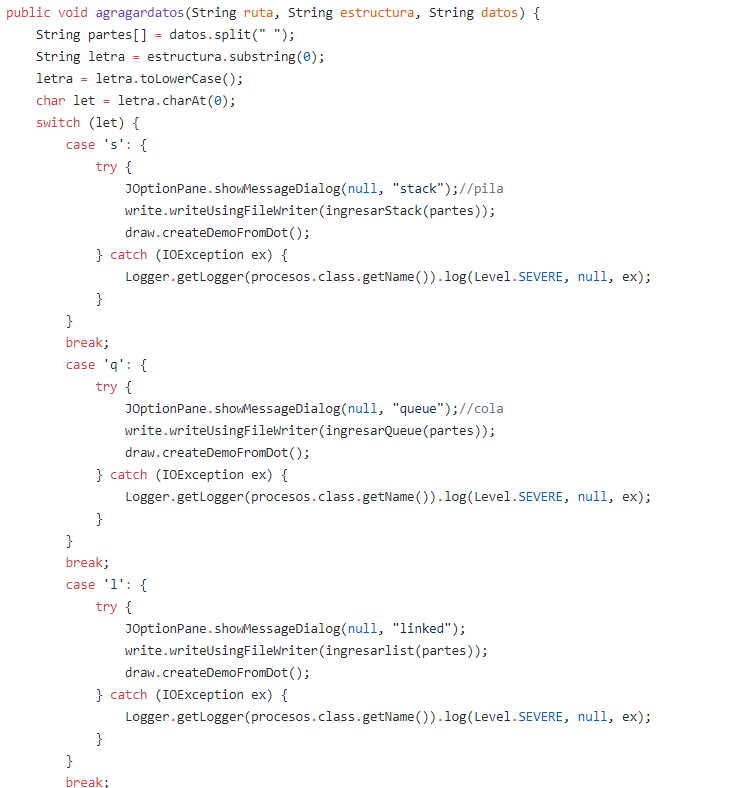 public void agragardatos(String ruta, String estructura, String datos) {
    String partes[] = datos.split(" ");
    String letra = estructura.substring(0);
    letra = letra.toLowerCase();
    char let = letra.charAt(0);
    switch (let) {
        case 's': {
            try {
                JOptionPane.showMessageDialog(null, "stack");//pila
                write.writeUsingFileWriter(ingresarStack(partes));
                draw.createDemoFromDot();
            } catch (IOException ex) {
                Logger.getLogger(procesos.class.getName()).log(Level.SEVERE, null, ex);
            }
        }
        break;
        case 'q': {
            try {
                JOptionPane.showMessageDialog(null, "queue");//cola
                write.writeUsingFileWriter(ingresarQueue(partes));
                draw.createDemoFromDot();
            } catch (IOException ex) {
                Logger.getLogger(procesos.class.getName()).log(Level.SEVERE, null, ex);
            }
        }
        break;
        case 'l': {
            try {
                JOptionPane.showMessageDialog(null, "linked");
                write.writeUsingFileWriter(ingresarlist(partes));
                draw.createDemoFromDot();
            } catch (IOException ex) {
                Logger.getLogger(procesos.class.getName()).log(Level.SEVERE, null, ex);
            }
        }
        break;